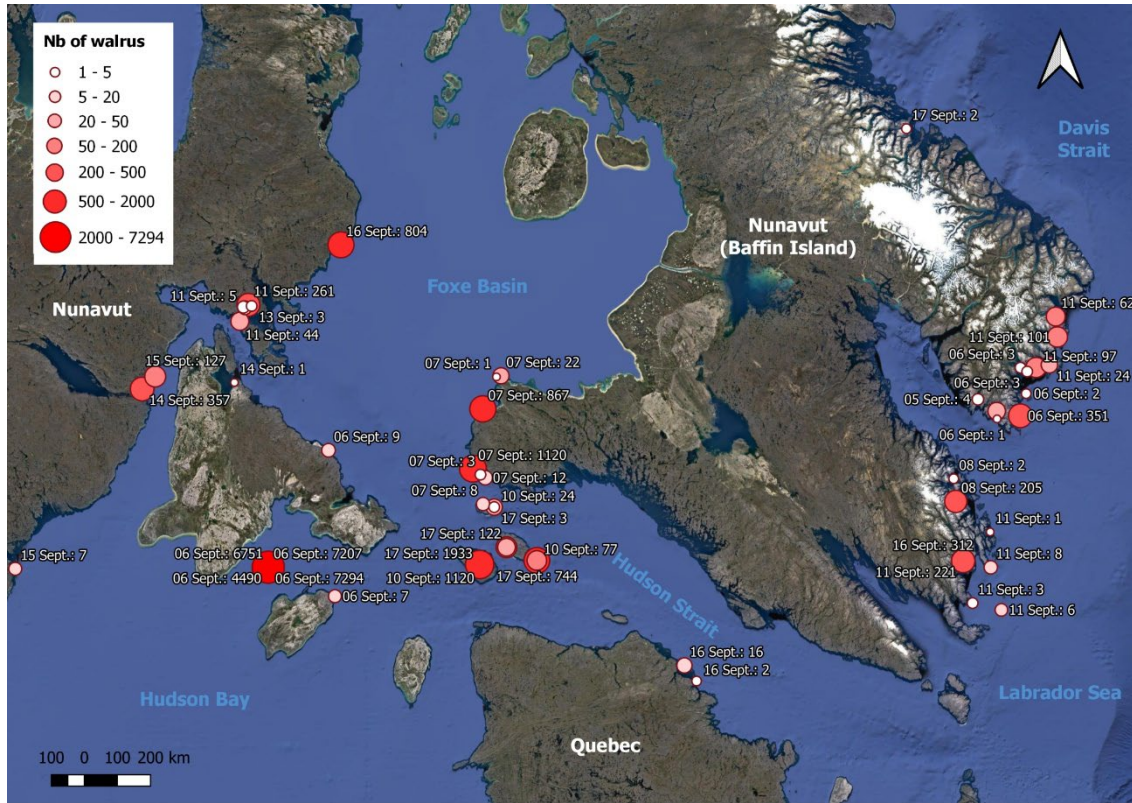 Nb of walrus
1 - 5
5 - 20
20 - 50
50 - 200
200 - 500
500 - 2000
2000 - 7294
17 Sept.: 2
Davis
Strait
16 Sept.: 804
Nunavut
(Baffin Island)
Foxe Basin
11 Sept.: 5
11 Sept.: 261
Nunavut
13 Sept.: 3
11 Sept.: 44
11 Sept.: 62
11 Sept.: 101
15 Sept.: 127
14 Sept.: 1
07 Sept.: 1
07 Sept.: 22
06 Sept.: 3
11 Sept.: 97
11 Sept.: 24
14 Sept.: 357
07 Sept.: 867
06 Sept.: 3
06 Sept.: 2
05 Sept.: 4
06 Sept.: 351
06 Sept.: 1
06 Sept.: 9
07 Sept.: 3
07 Sept.: 1120
07 Sept.: 12
08 Sept.: 2
07 Sept.: 8
10 Sept.: 24
08 Sept.: 205
17 Sept.: 3
11 Sept.: 1
17 Sept.: 122
16 Sept.: 312
15 Sept.: 7
06 Sept.: 6751
06 Sept.: 7207
17 Sept.: 1933
10 Sept.: 77
11 Sept.: 8
06 Sept.: 4490
06 Sept.: 7294
10 Sept.: 1120
17 Sept.: 744
11 Sept.: 221
06 Sept.: 7
Hudson Strait
11 Sept.: 3
11 Sept.: 6
16 Sept.: 16
16 Sept.: 2
Hudson Bay
Labrador Sea
Quebec
100 0 100 200 km